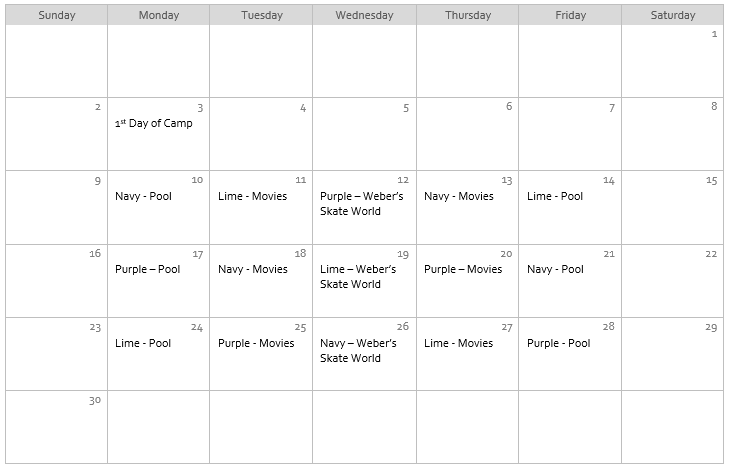 Sunday Monday Tuesday Wednesday Thursday Friday Saturday
1
2 3 4 5 6 7 8
1st Day of Camp
9 10 11 12 13 14 15
Navy - Pool Lime - Movies Purple – Weber's Navy - Movies Lime - Pool
Skate World
16 17 18 19 20 21 22
Purple – Pool Navy - Movies Lime – Weber's Purple – Movies Navy - Pool
Skate World
23 24 25 26 27 28 29
Lime - Pool Purple - Movies Navy – Weber's Lime - Movies Purple - Pool
Skate World
30